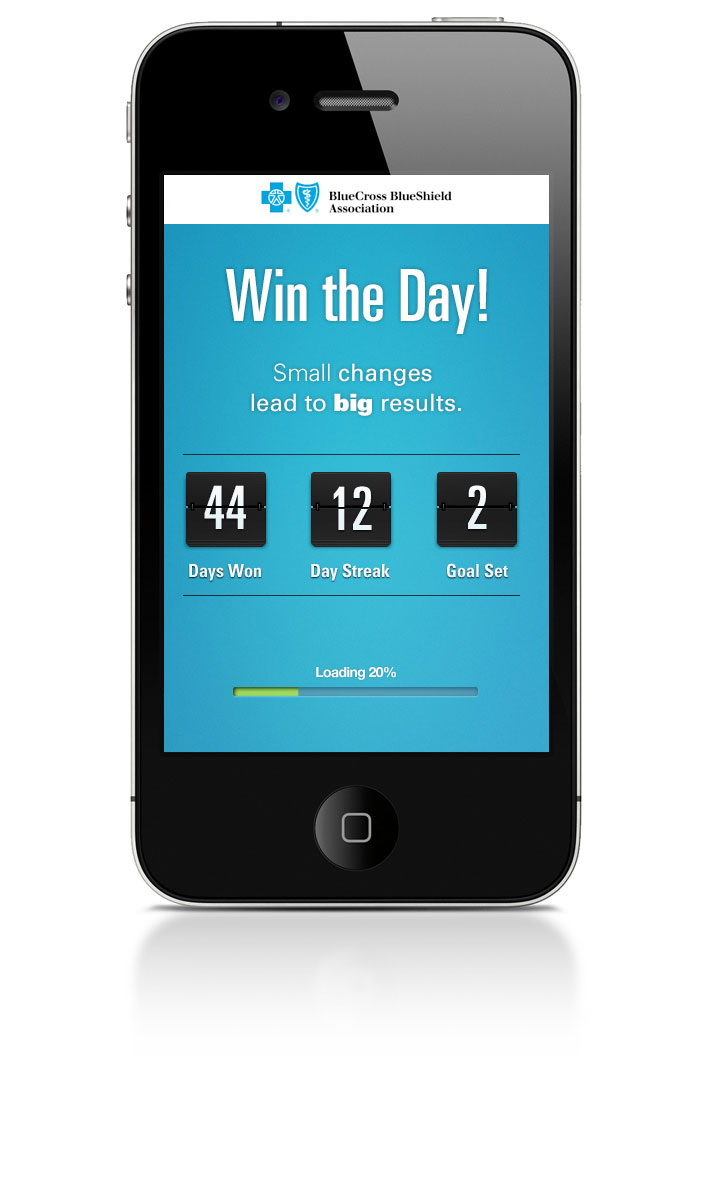 BlueCross BlueShield
Association
Win the Day!
Small changes
lead to big results.
44 12 2
Days Won Day Streak Goal Set
Loading 20%